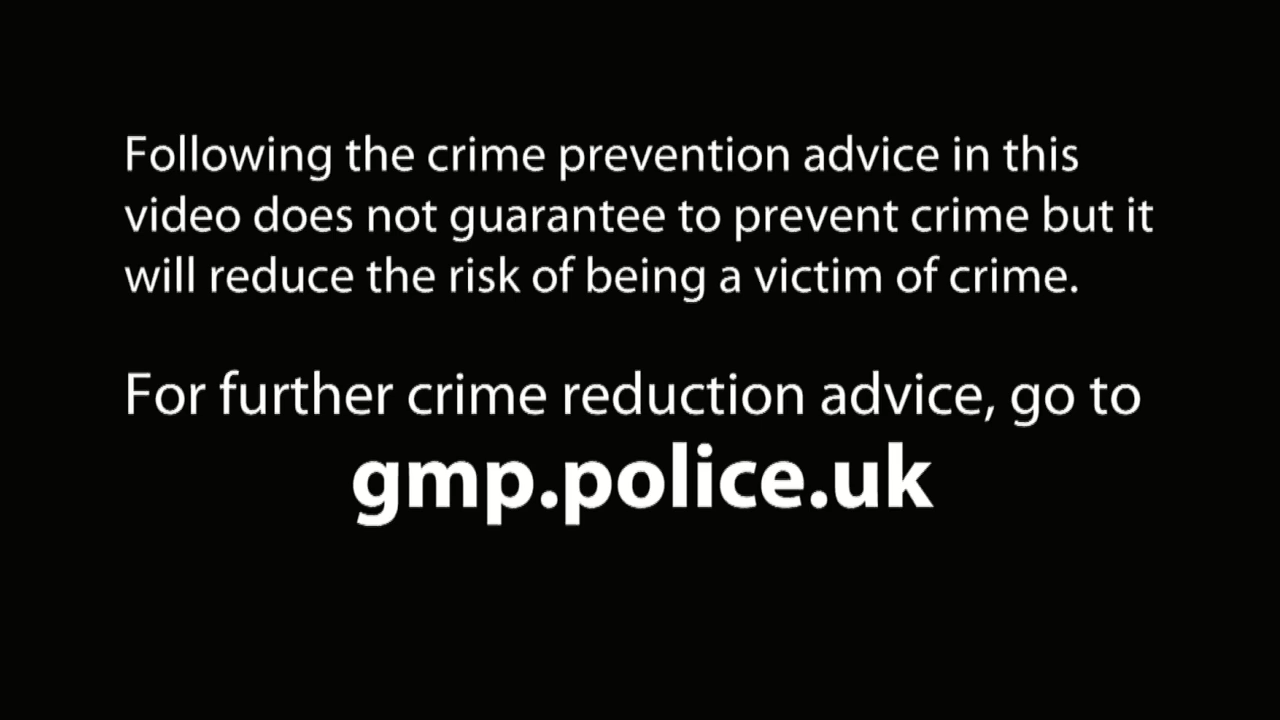 Following the crime prevention advice in this
video does not guarantee to prevent crime but it
will reduce the risk of being a victim of crime.
For further crime reduction advice, go to
gmp.police.uk